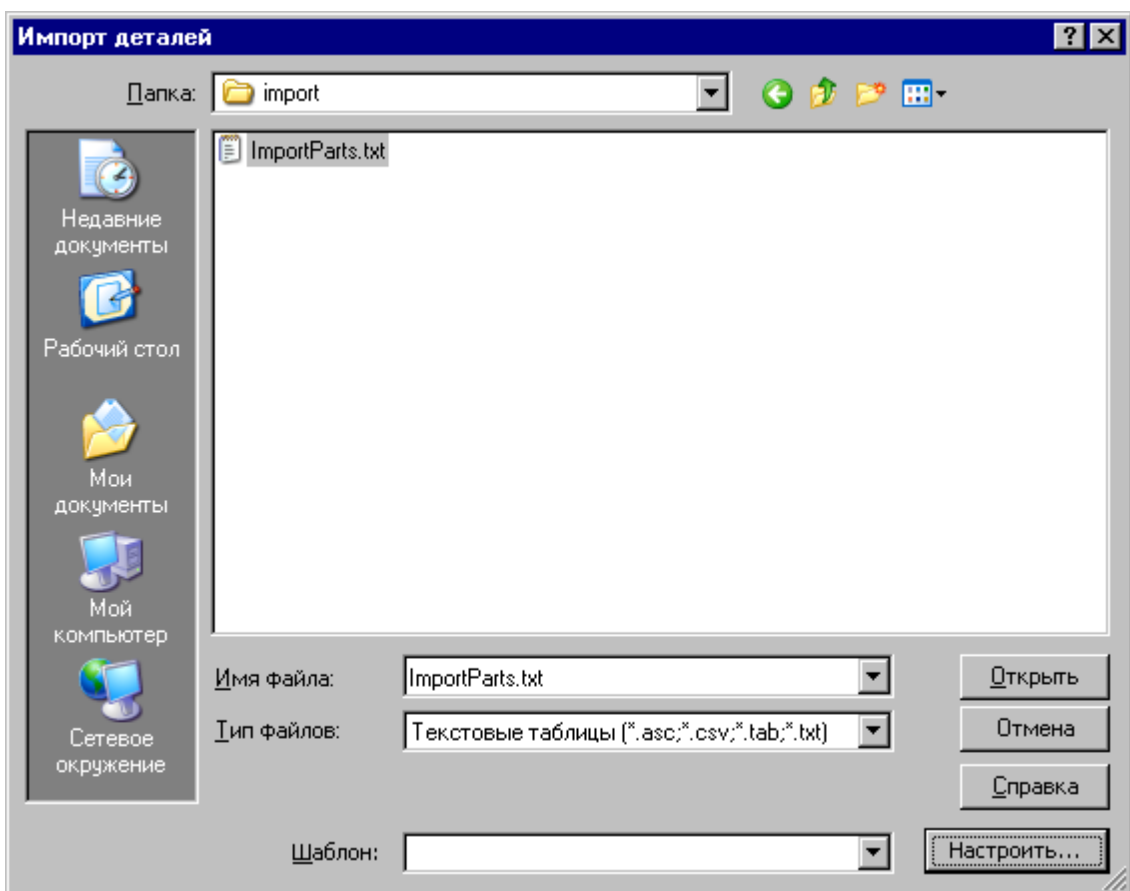 Импорт деталей
Папка:
import
ImportParts.txt
Недавние
документы
Рабочий стол
Мои
документы
Мой
компьютер
Сетевое
окружение
Имя файла:
ImportParts.txt
Открыть
Тип файлов:
Текстовые таблицы (*.asc;*.csv;*.tab;*.txt)
Отмена
Справка
Шаблон:
Настроить...